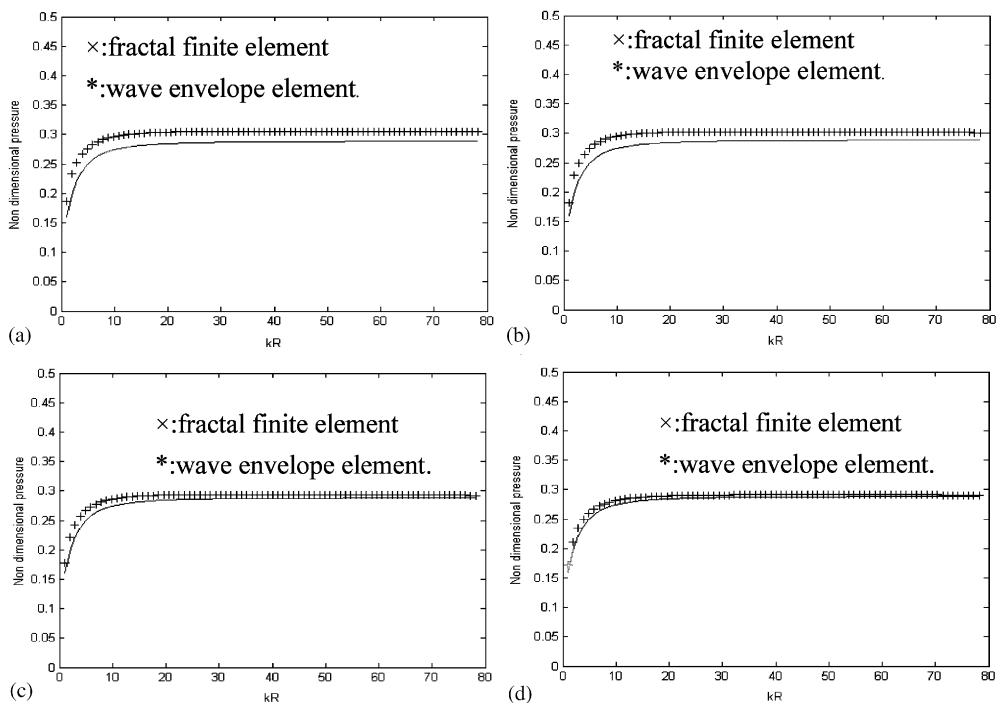 0.5
0.45
0.4
0.35
0.3
0.25
0.2
0.15
0.1
0.05
0
Non dimensional pressure
×:fractal finite element
*:wave envelope element.
0 10 20 30 40 50 60 70 80
kR
(a)
0.5
0.45
0.4
0.35
0.3
0.25
0.2
0.15
0.1
0.05
0
Non dimensional pressure
×:fractal finite element
*:wave envelope element.
0 10 20 30 40 50 60 70 80
kR
(b)
0.5
0.45
0.4
0.35
0.3
0.25
0.2
0.15
0.1
0.05
0
Non dimensional pressure
×:fractal finite element
*:wave envelope element.
0 10 20 30 40 50 60 70 80
kR
(c)
0.5
0.45
0.4
0.35
0.3
0.25
0.2
0.15
0.1
0.05
0
Non dimensional pressure
×:fractal finite element
*:wave envelope element.
0 10 20 30 40 50 60 70 80
kR
(d)